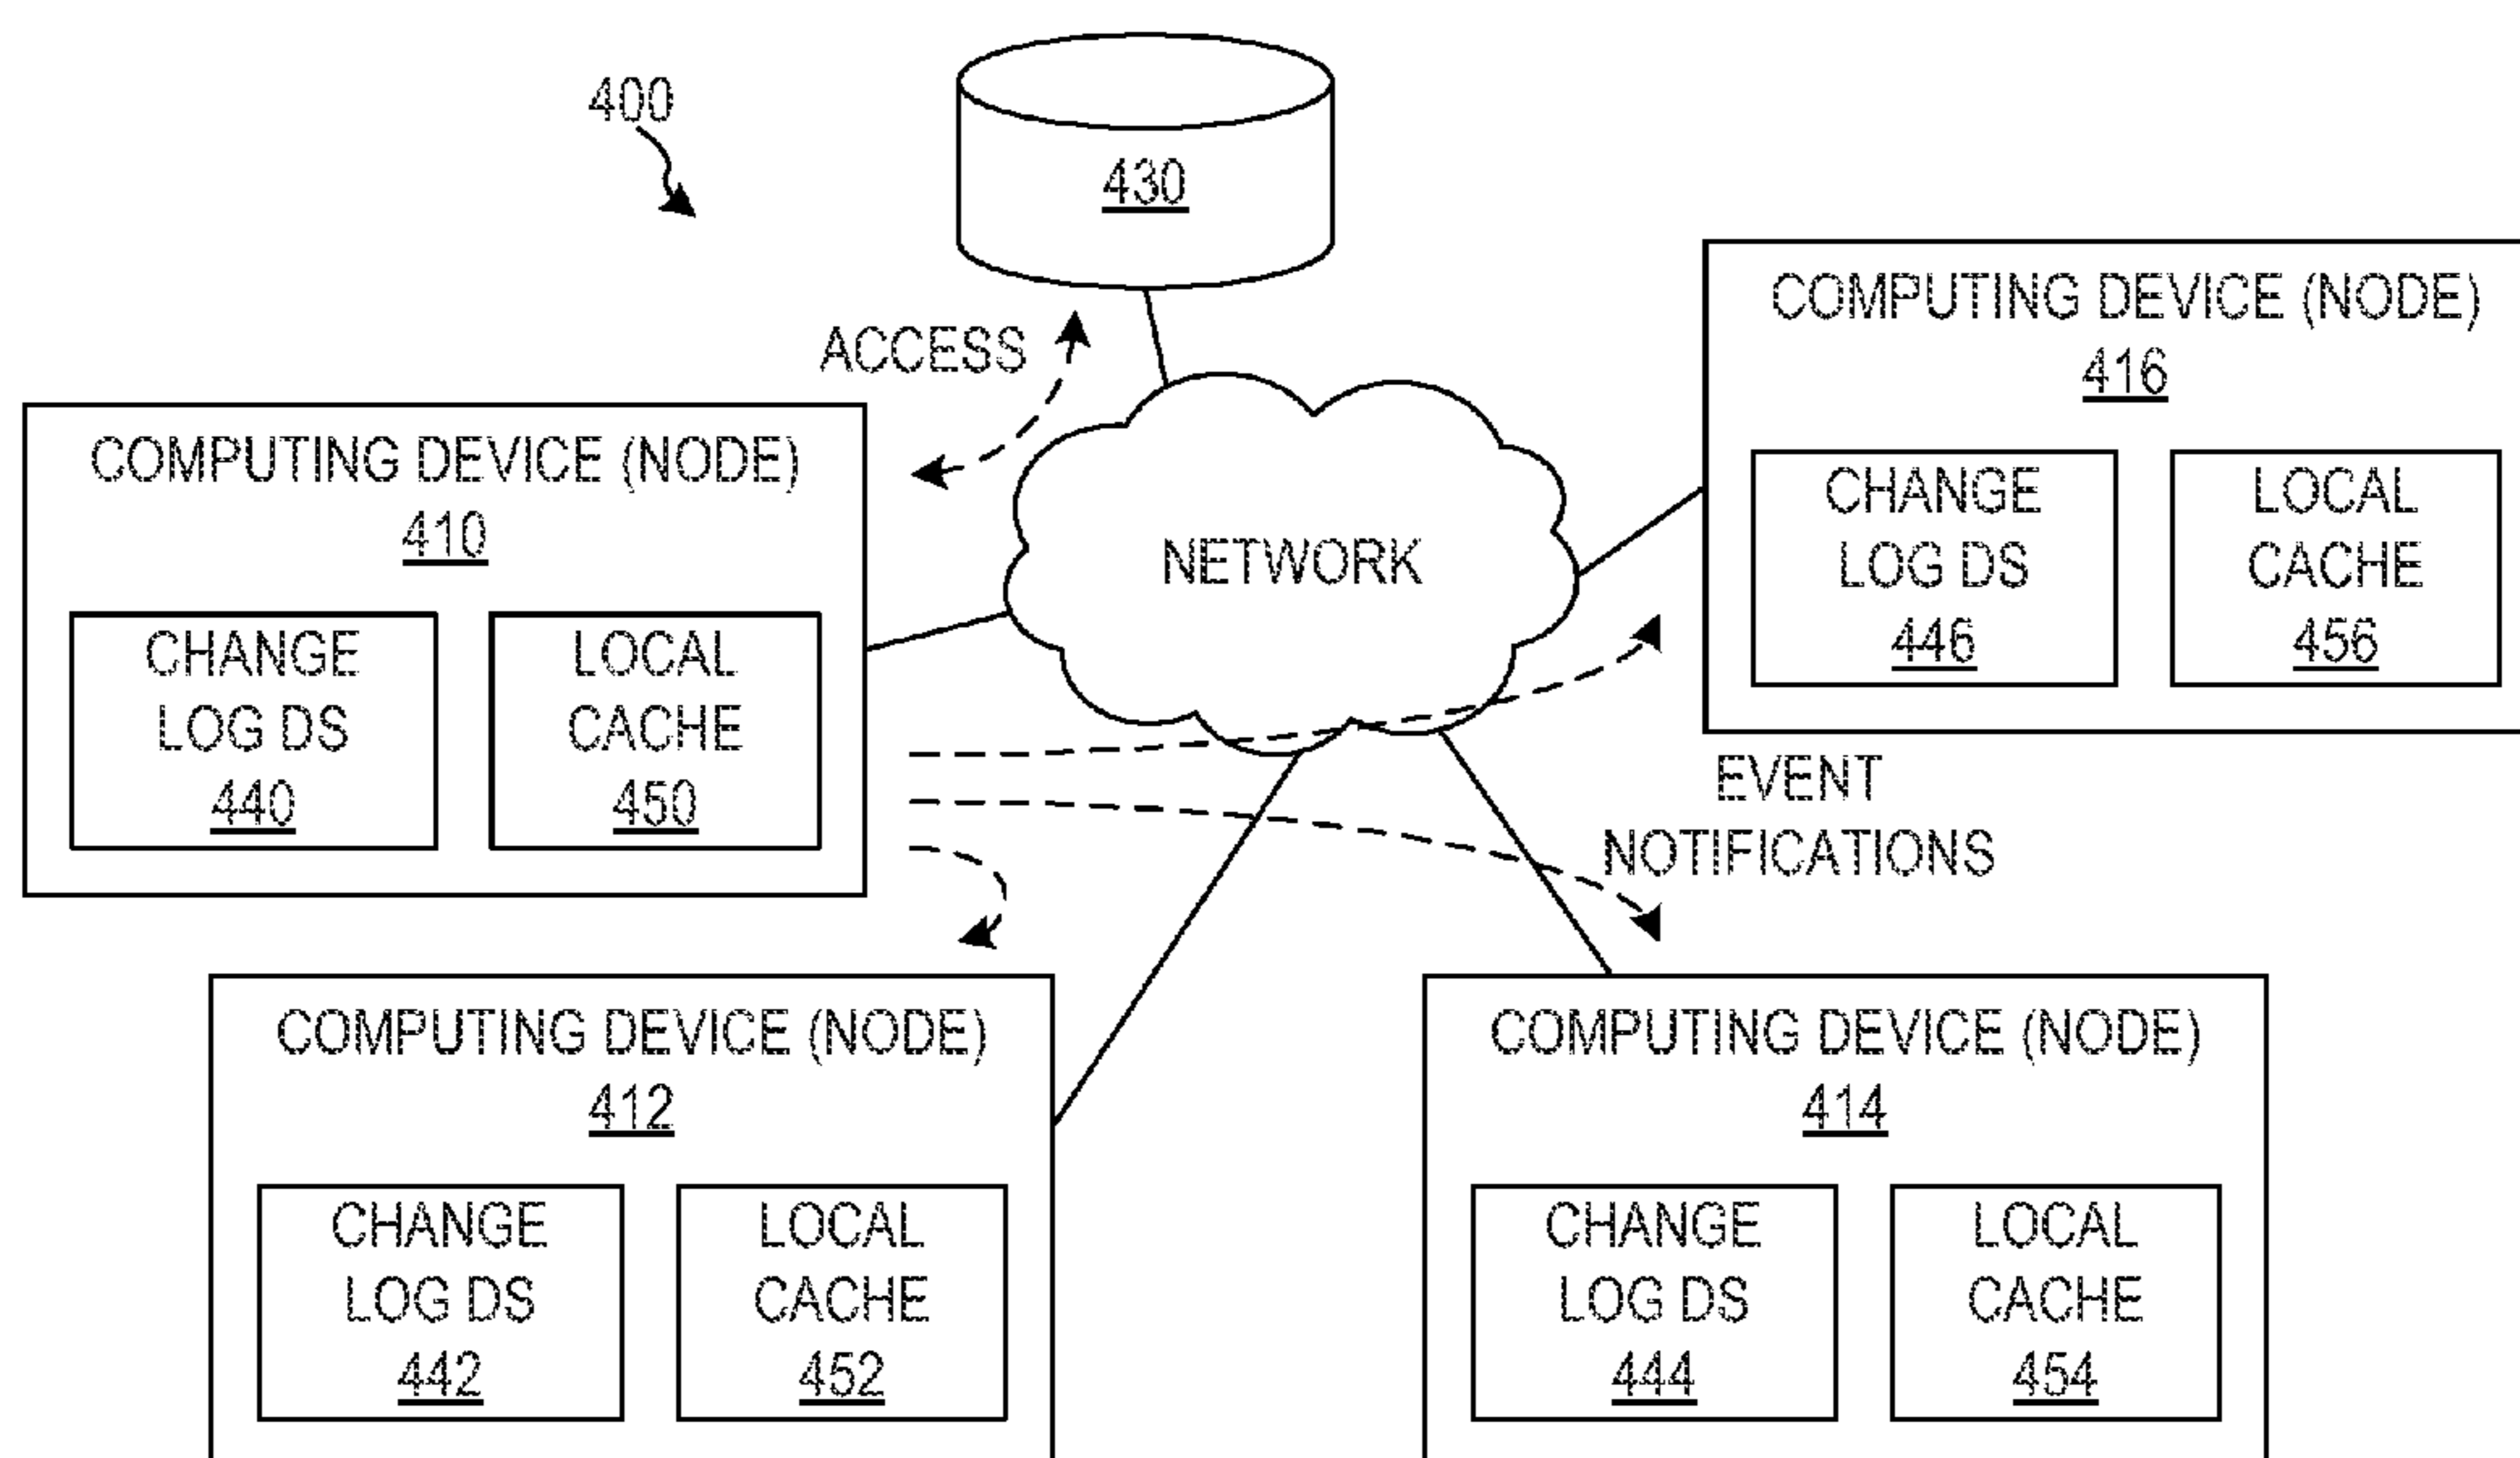 400
430
ACCESS
COMPUTING DEVICE (NODE)
416
CHANGE
LOG DS
446
LOCAL
CACHE
456
COMPUTING DEVICE (NODE)
410
CHANGE
LOG DS
440
LOCAL
CACHE
450
NETWORK
EVENT
NOTIFICATIONS
COMPUTING DEVICE (NODE)
412
CHANGE
LOG DS
442
LOCAL
CACHE
452
COMPUTING DEVICE (NODE)
414
CHANGE
LOG DS
444
LOCAL
CACHE
454